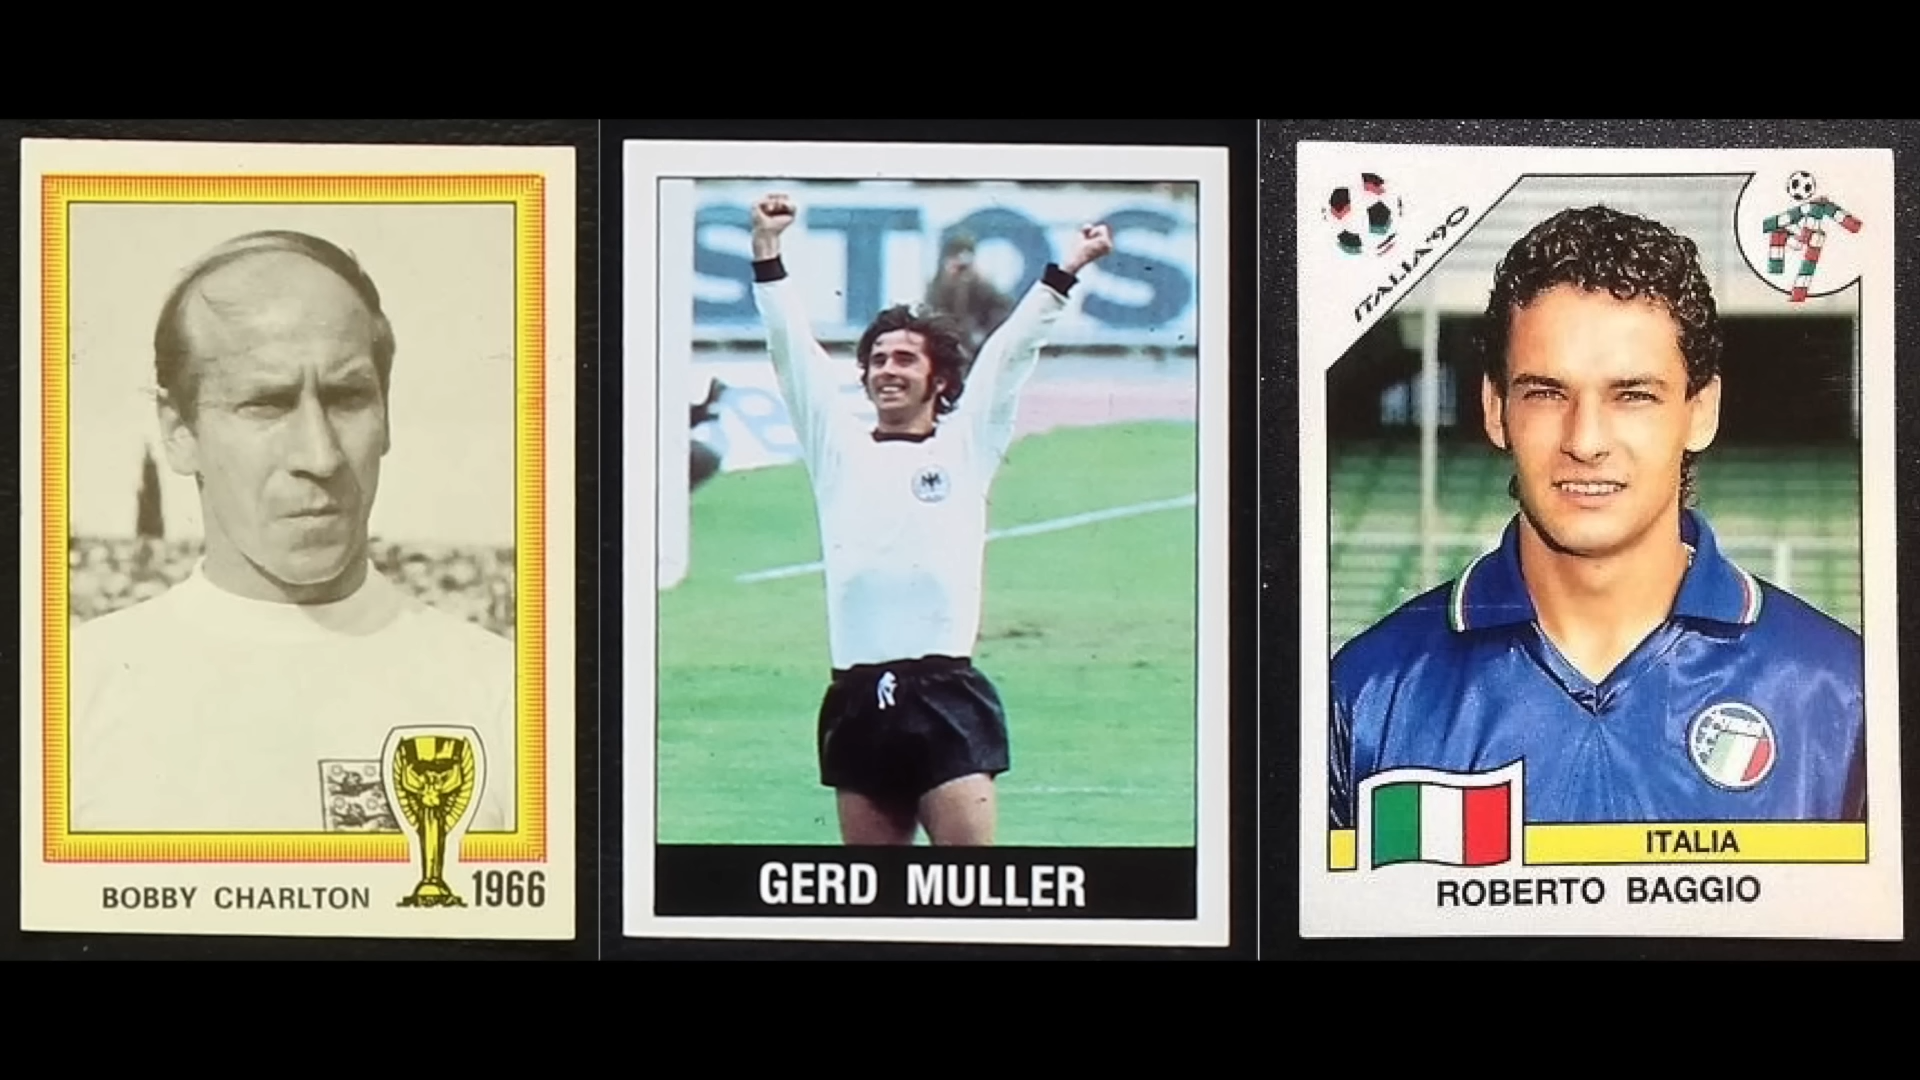 BOBBY CHARLTON
1966
STOS
GERD MULLER
ITALIA'90
ITALIA
ROBERTO BAGGIO